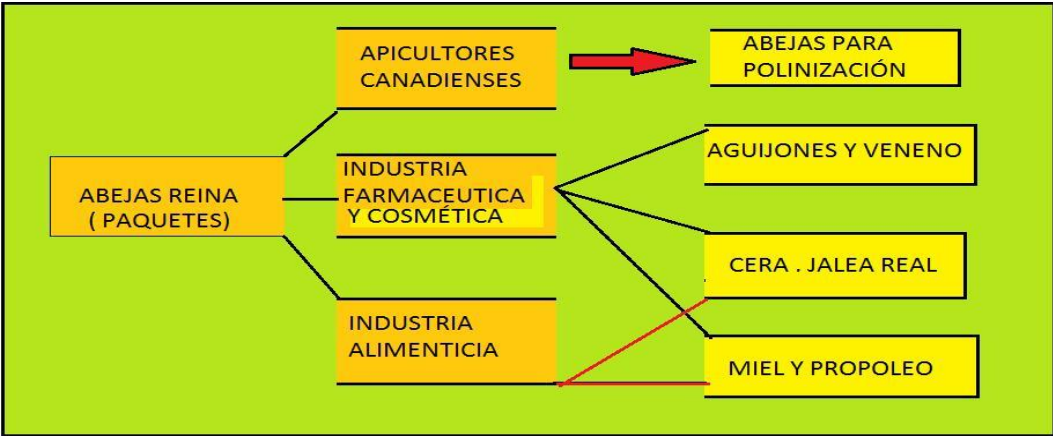 ABEJAS REINA
( PAQUETES)
APICULTORES
CANADIENSES
INDUSTRIA
FARMACEUTICA
Y COSMÉTICA
INDUSTRIA
ALIMENTICIA
ABEJAS PARA
POLINIZACIÓN
AGUIJONES Y VENENO
CERA . JALEA REAL
MIEL Y PROPOLEO